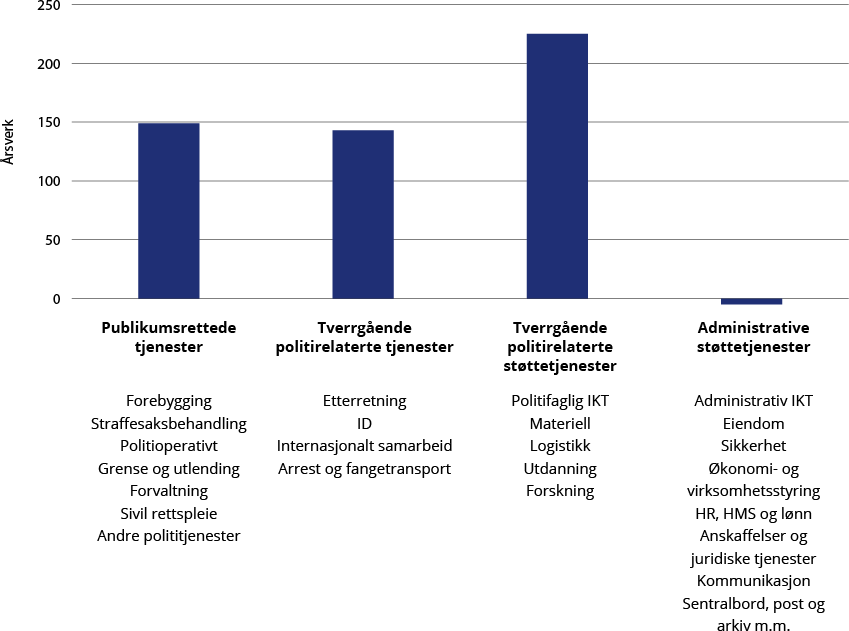 250
200
150
100
50
0
Årsverk
Publikumsrettede
tjenester
Forebygging
Straffesaksbehandling
Politioperativt
Grense og utlending
Forvaltning
Sivil rettspleie
Andre polititjenester
Tverrgående
politirelaterte tjenester
Etterretning
ID
Internasjonalt samarbeid
Arrest og fangetransport
Tverrgående
politirelaterte
støttetjenester
Politifaglig IKT
Materiell
Logistikk
Utdanning
Forskning
Administrative
støttetjenester
Administrativ IKT
Eiendom
Sikkerhet
Økonomi- og
virksomhetsstyring
HR, HMS og lønn
Anskaffelser og
juridiske tjenester
Kommunikasjon
Sentralbord, post og
arkiv m.m.